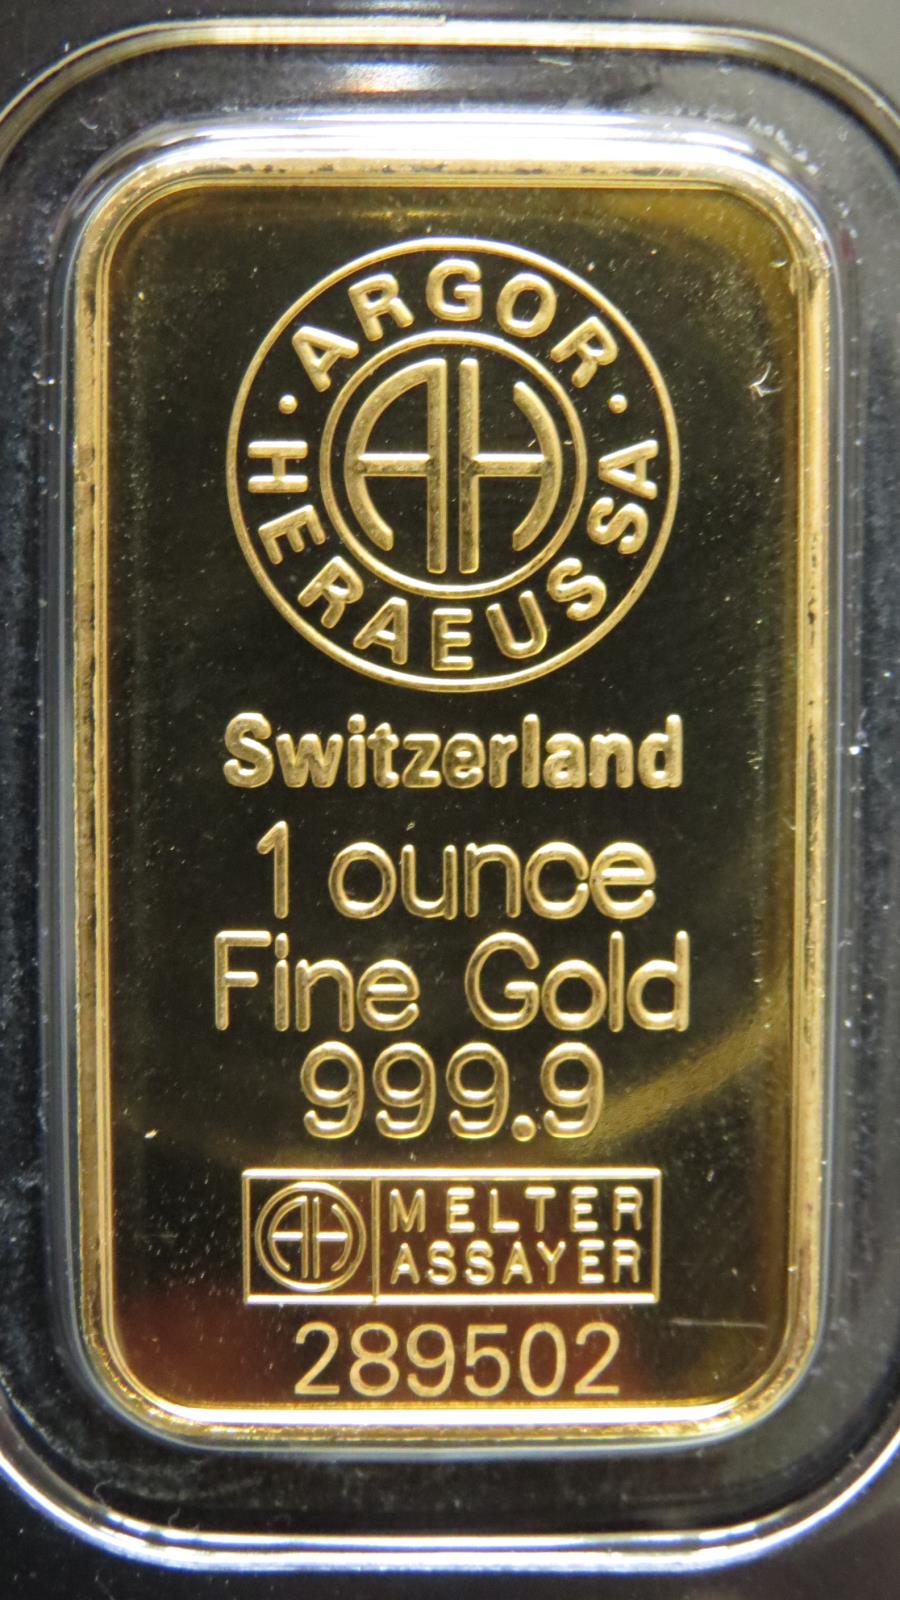 · ARGOR ·
HERAEUS SA
AH
Switzerland
1 ounce
Fine Gold
999.9
AH
MELTER
ASSAYER
289502